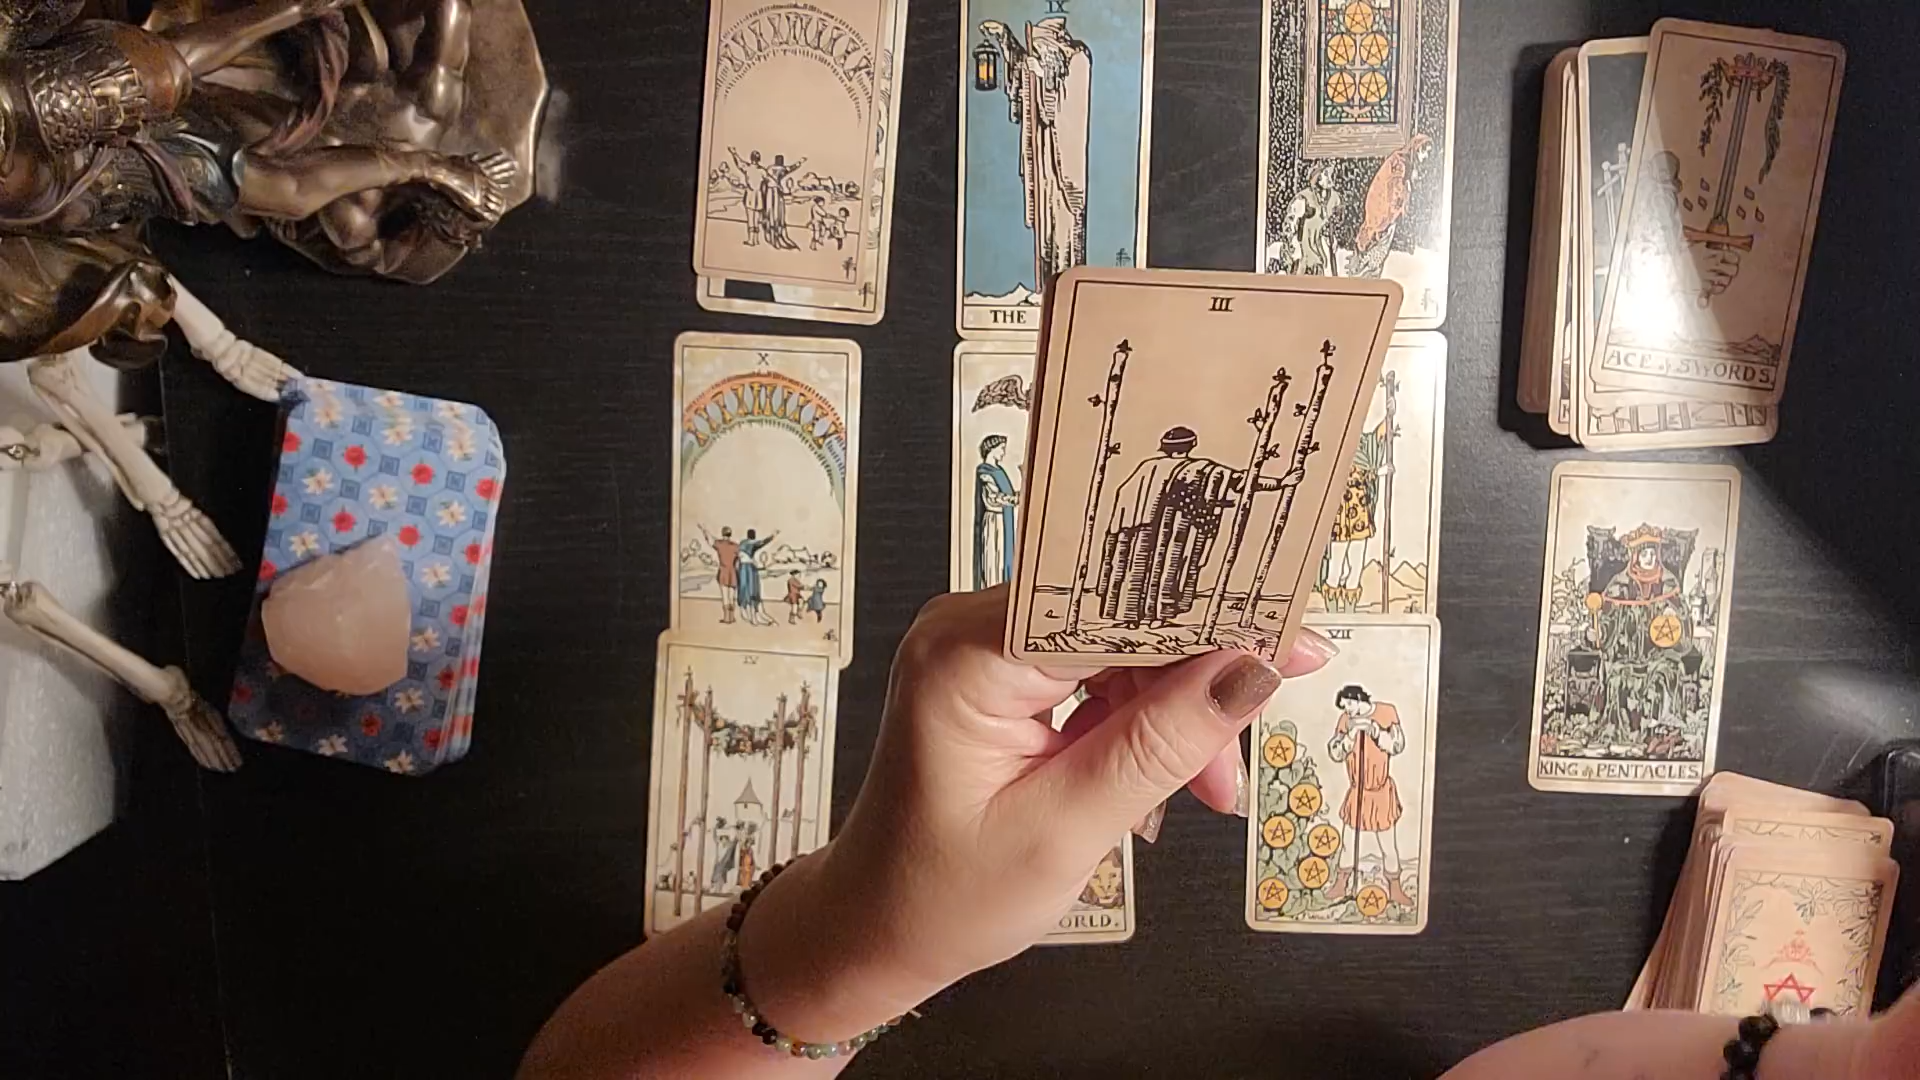 IX
THE
III
ACE of SWORDS.
X
VII
KING of PENTACLES
IV
ORLD.